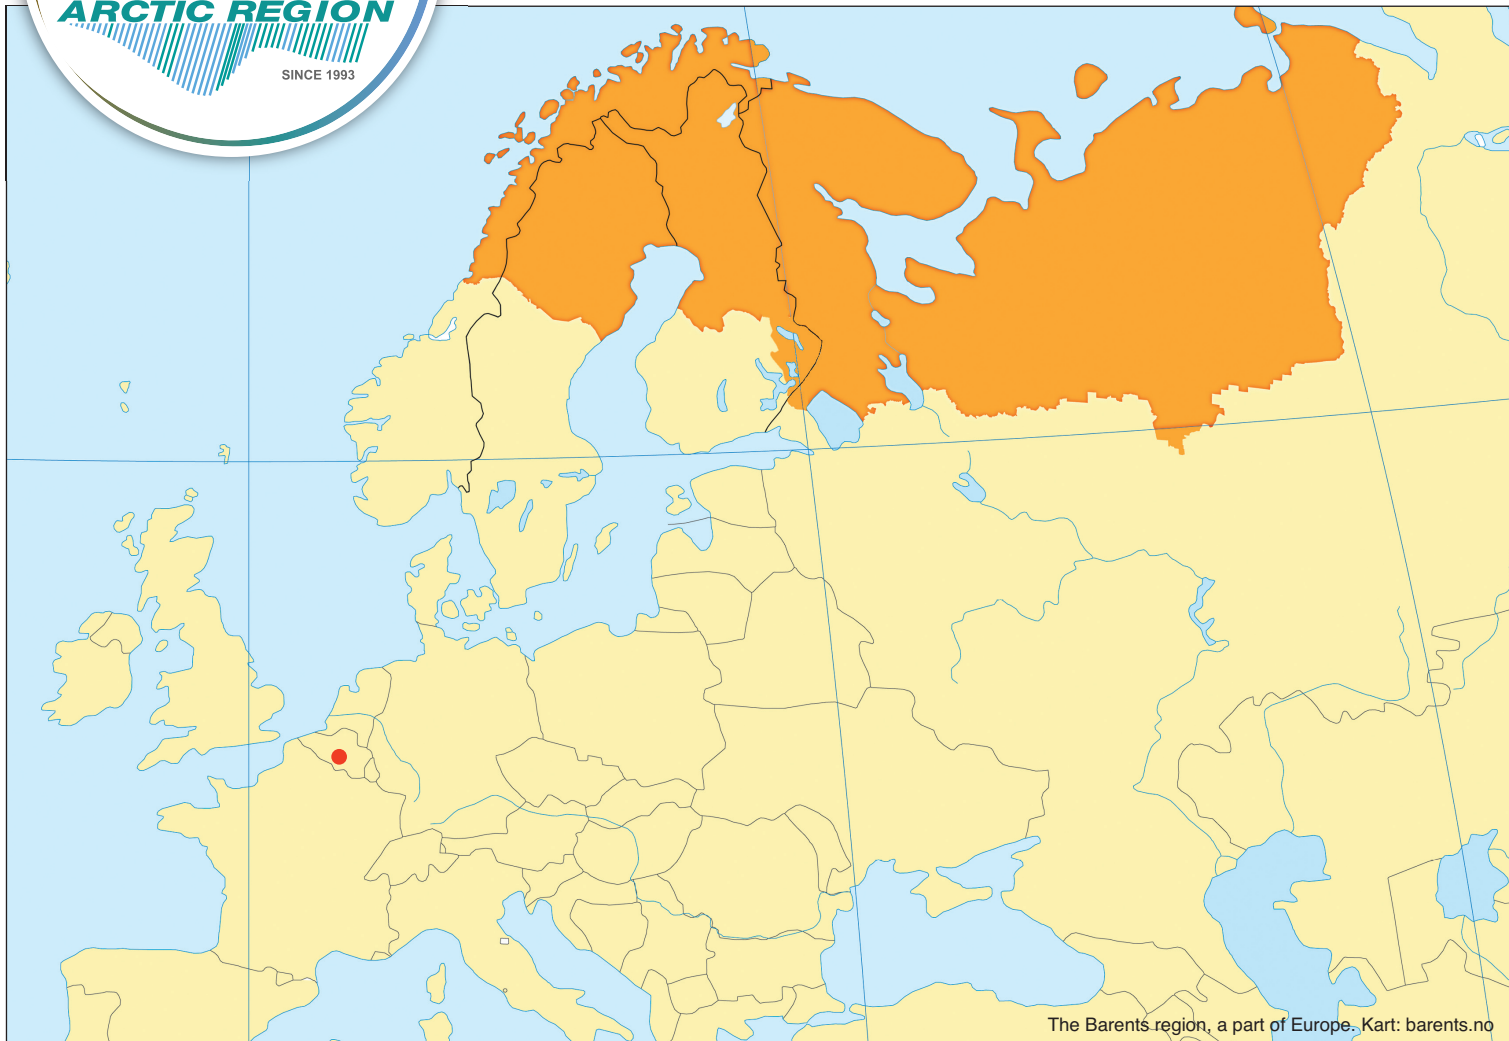 ARCTIC REGION
SINCE 1993
The Barents region, a part of Europe. Kart: barents.no